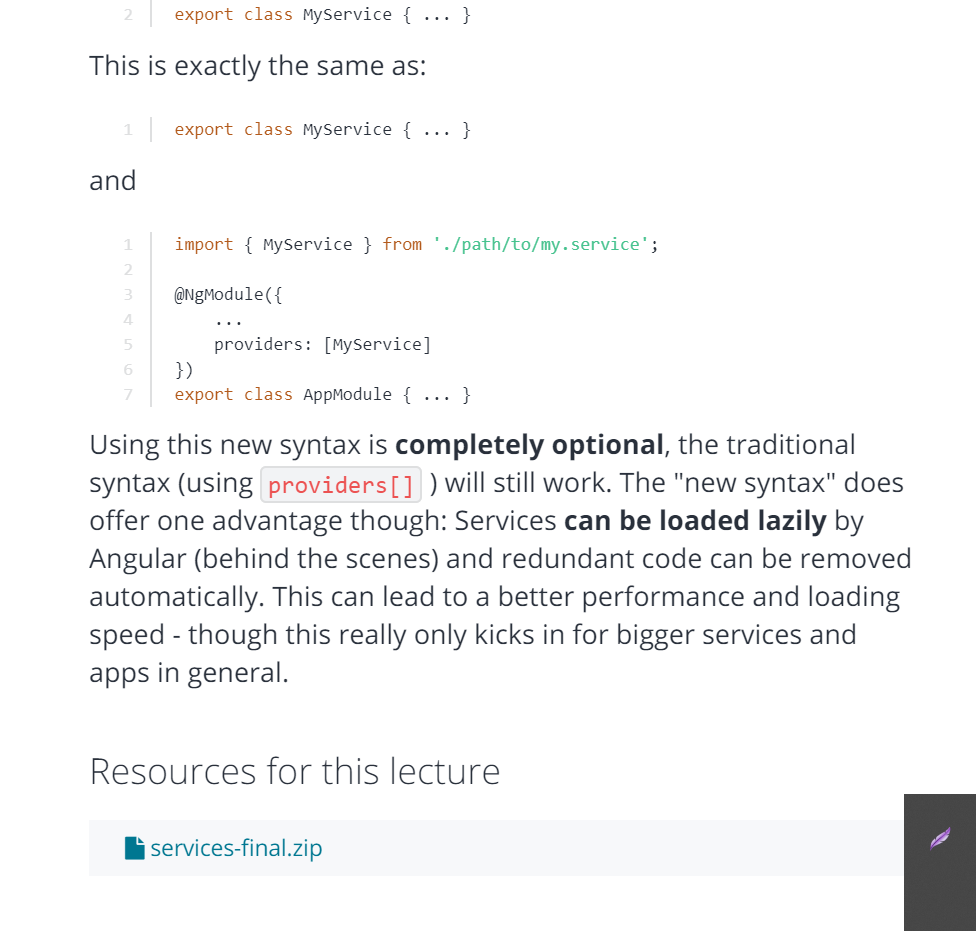 2 export class MyService { ... }
This is exactly the same as:
1 export class MyService { ... }
and
1 import { MyService } from './path/to/my.service';
2
3 @NgModule({
4 ...
5 providers: [MyService]
6 })
7 export class AppModule { ... }
Using this new syntax is completely optional, the traditional
syntax (using providers[] ) will still work. The "new syntax" does
offer one advantage though: Services can be loaded lazily by
Angular (behind the scenes) and redundant code can be removed
automatically. This can lead to a better performance and loading
speed - though this really only kicks in for bigger services and
apps in general.
Resources for this lecture
services-final.zip